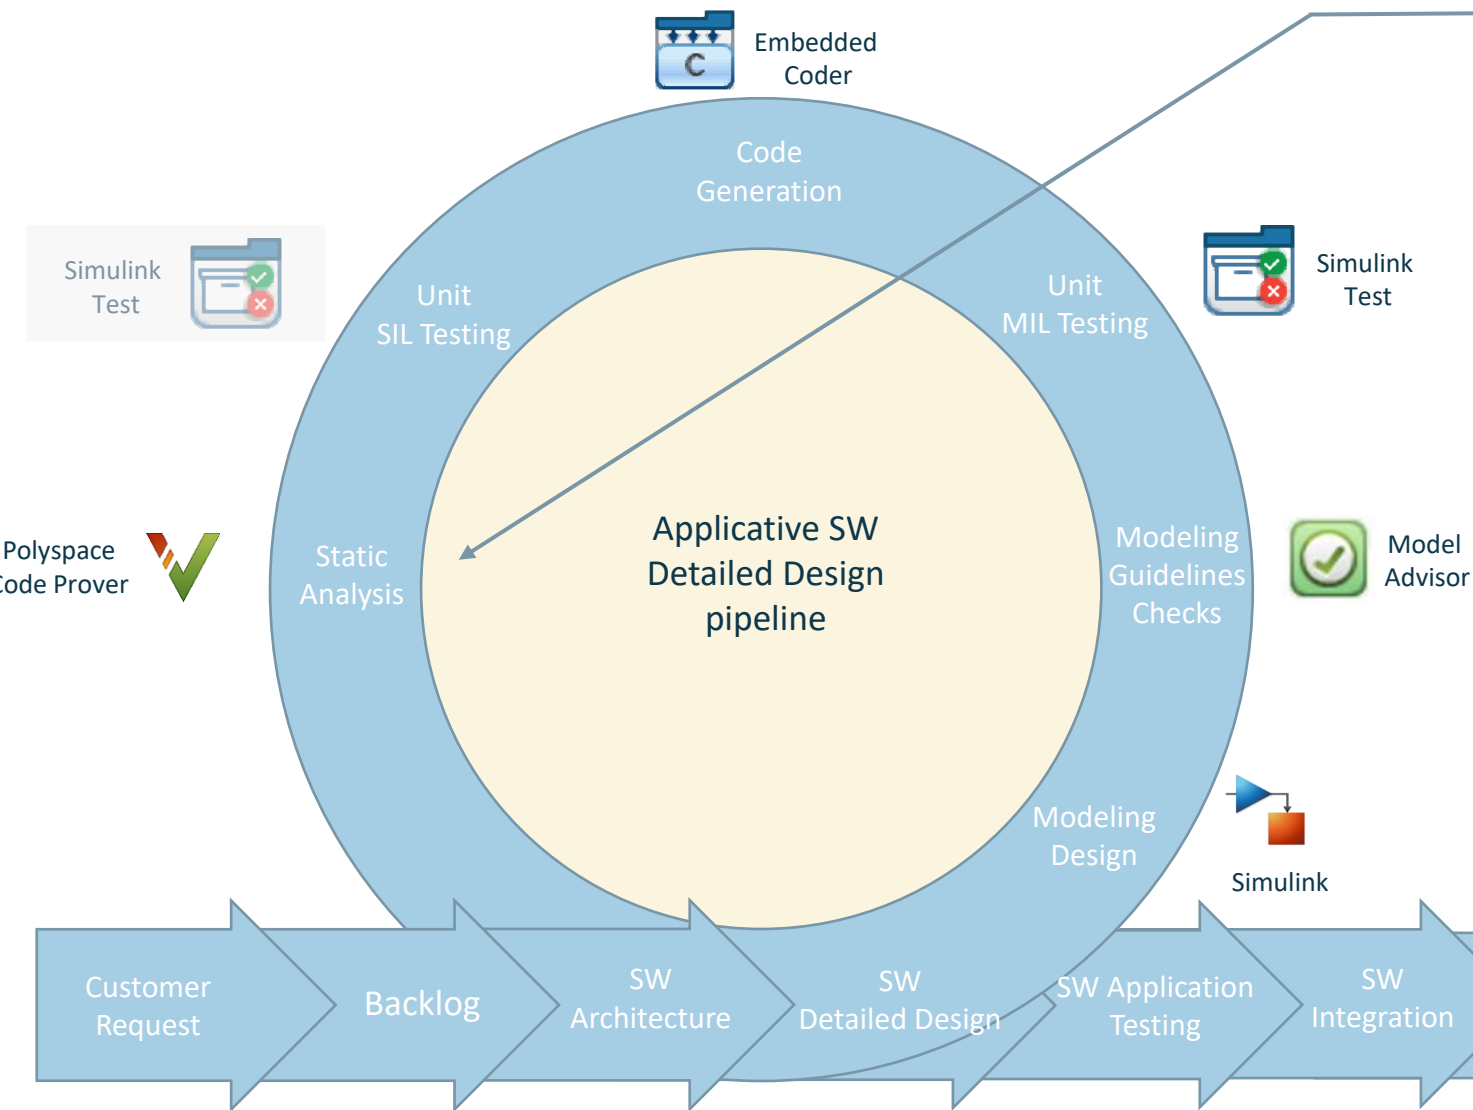 Embedded
Coder
C
Code
Generation
Simulink
Test
Unit
SIL Testing
Unit
MIL Testing
Simulink
Test
Polyspace
Code Prover
Static
Analysis
Applicative SW
Detailed Design
pipeline
Modeling
Guidelines
Checks
Model
Advisor
Modeling
Design
Simulink
Customer
Request
Backlog
SW
Architecture
SW
Detailed Design
SW Application
Testing
SW
Integration